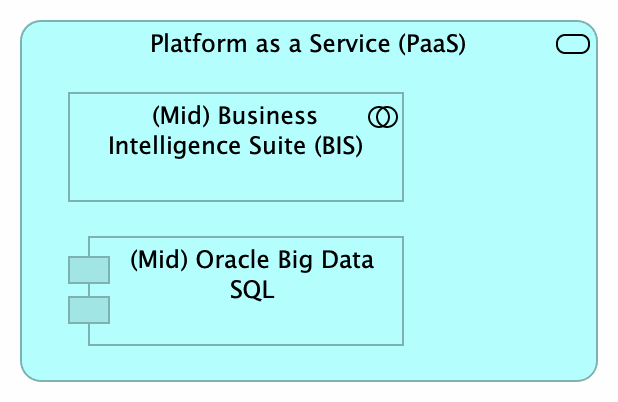 Platform as a Service (PaaS)
(Mid) Business
Intelligence Suite (BIS)
(Mid) Oracle Big Data
SQL